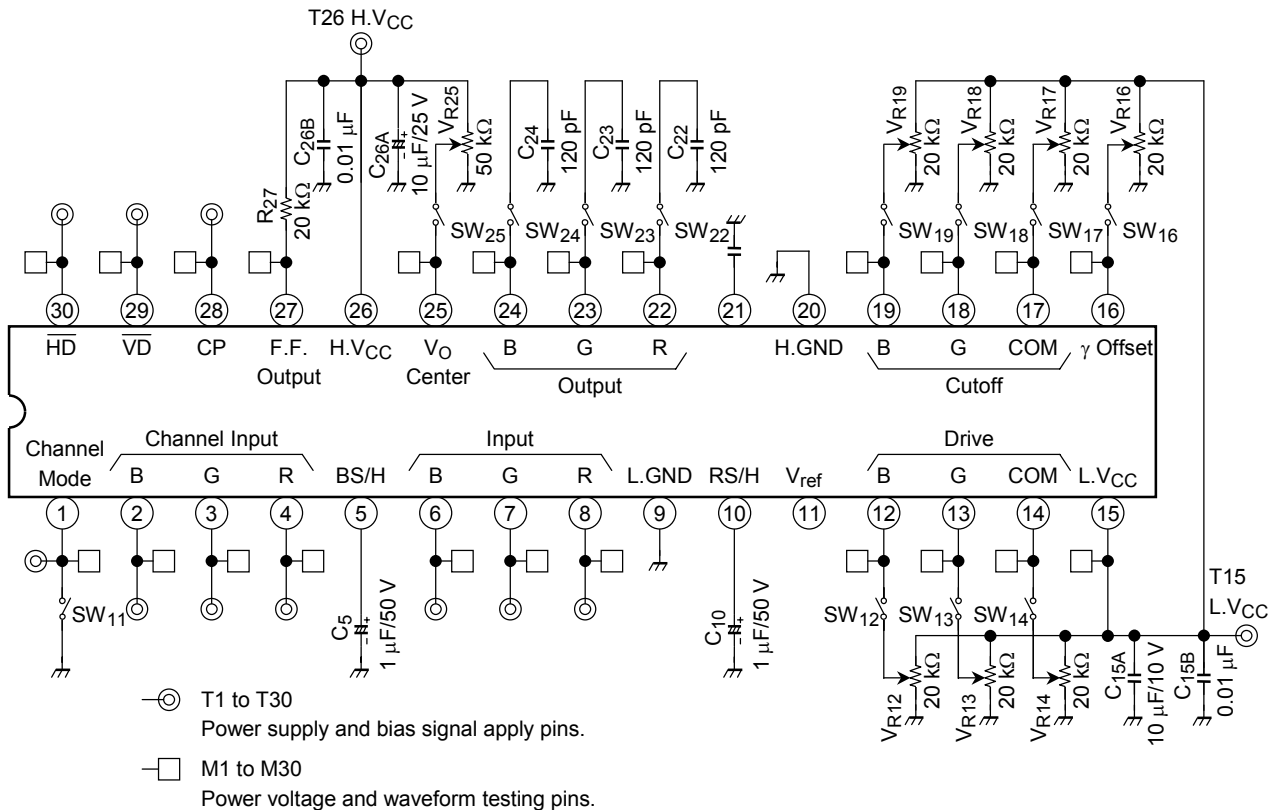 T26 H.VCC
C26B
0.01 µF
C26A
10 µF/25 V
VR25
50 kΩ
C24
120 pF
C23
120 pF
C22
120 pF
VR19
20 kΩ
VR18
20 kΩ
VR17
20 kΩ
VR16
20 kΩ
R27
20 kΩ
SW25
SW24
SW23
SW22
SW19
SW18
SW17
SW16
30 29 28 27 26 25 24 23 22 21 20 19 18 17 16
HD VD CP F.F. H.VCC VO B G R H.GND B G COM γ Offset
Output Center Output Cutoff
Channel Channel Input Input Drive
Mode B G R BS/H B G R L.GND RS/H Vref B G COM L.VCC
1 2 3 4 5 6 7 8 9 10 11 12 13 14 15
SW11
C5
1 µF/50 V
C10
1 µF/50 V
SW12
SW13
SW14
T15
L.VCC
VR12
20 kΩ
VR13
20 kΩ
VR14
20 kΩ
C15A
10 µF/10 V
C15B
0.01 µF
T1 to T30
Power supply and bias signal apply pins.
M1 to M30
Power voltage and waveform testing pins.